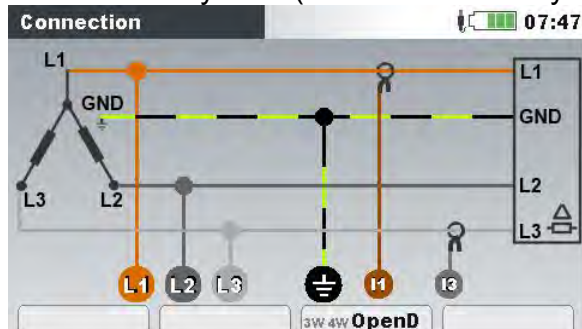 Connection 07:47
L1 L1
GND GND
L3 L2 L2
L3
L1 L2 L3 I1 I3
3W 4W OpenD